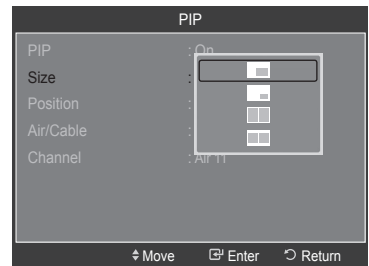 PIP
PIP : On
Size :
Position :
Air/Cable :
Channel : Air 11
Move Enter Return